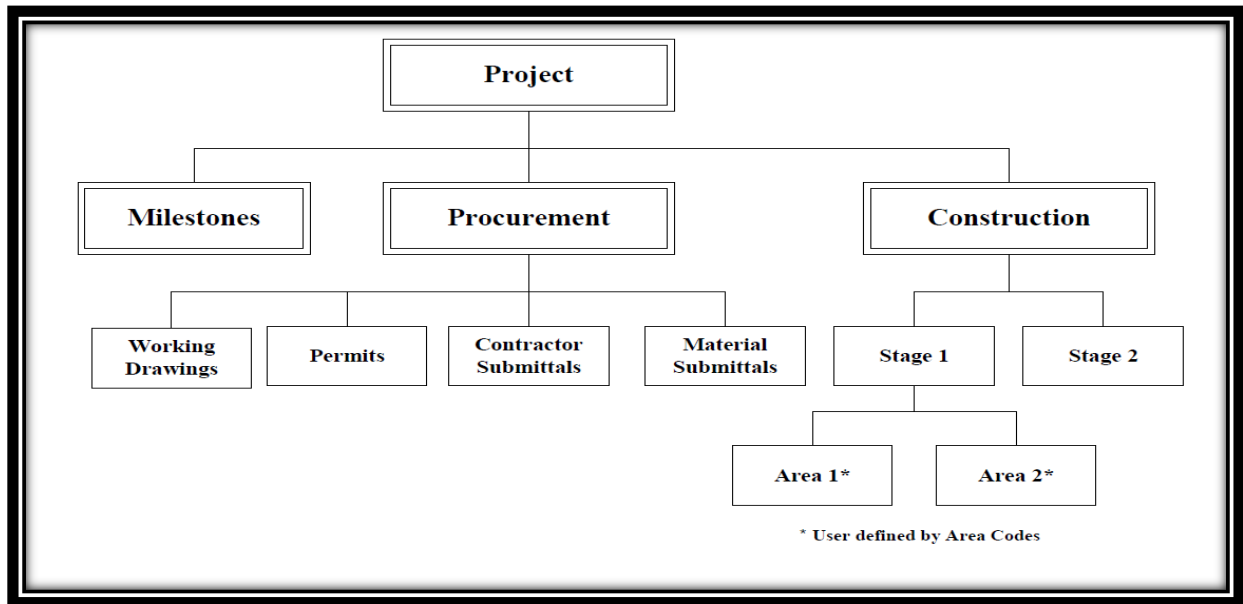 Project
Milestones
Procurement
Construction
Working
Drawings
Permits
Contractor
Submittals
Material
Submittals
Stage 1
Stage 2
Area 1*
Area 2*
* User defined by Area Codes